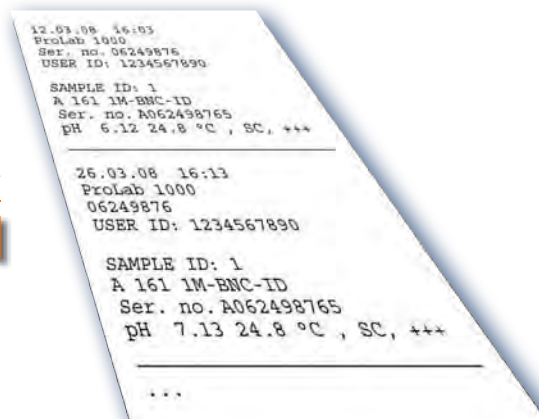 12.03.08 16:03
ProLab 1000
Ser. no. 06249876
USER ID: 1234567890
SAMPLE ID: 1
A 161 1M-BNC-ID
Ser. no. A062498765
pH 6.12 24.8 °C , SC, +++
26.03.08 16:13
ProLab 1000
06249876
USER ID: 1234567890
SAMPLE ID: 1
A 161 1M-BNC-ID
Ser. no. A062498765
pH 7.13 24.8 °C , SC, +++
...